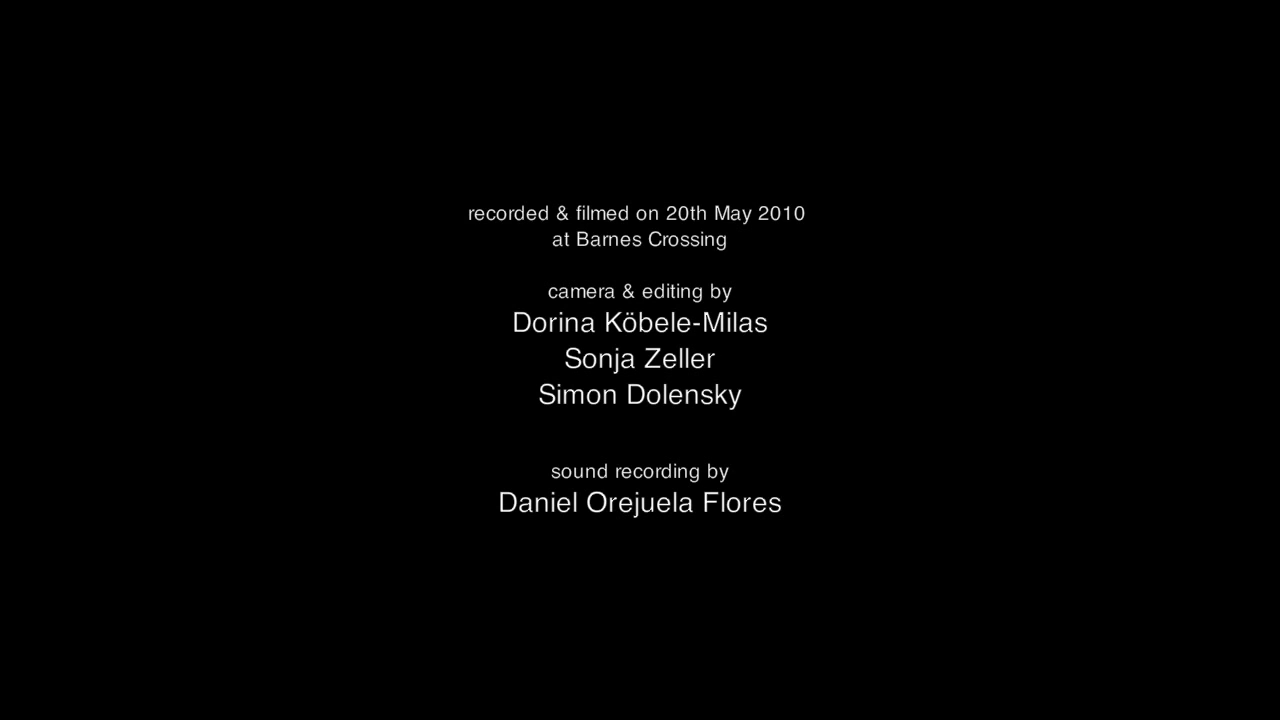 recorded & filmed on 20th May 2010
at Barnes Crossing
camera & editing by
Dorina Köbele-Milas
Sonja Zeller
Simon Dolensky
sound recording by
Daniel Orejuela Flores